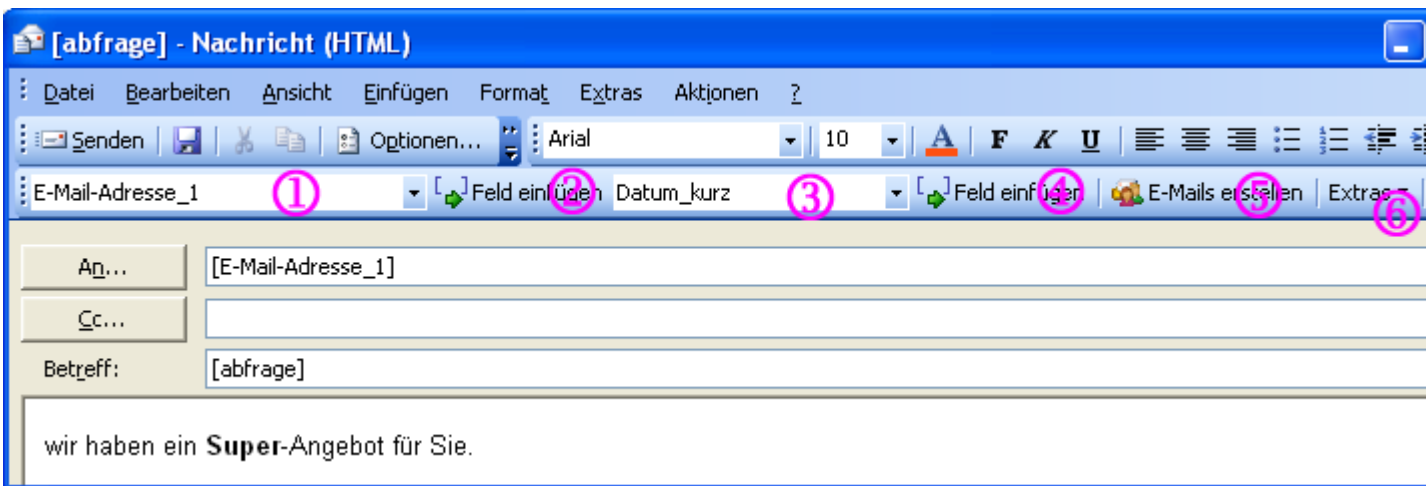 [abfrage] - Nachricht (HTML)
Datei Bearbeiten Ansicht Einfügen Format Extras Aktionen ?
Senden Optionen... Arial 10 A F K U
E-Mail-Adresse_1 ① Feld einfügen ② Datum_kurz ③ Feld einfügen ④ E-Mails erstellen ⑤ Extras ⑥
An... [E-Mail-Adresse_1]
Cc...
Betreff: [abfrage]
wir haben ein Super-Angebot für Sie.